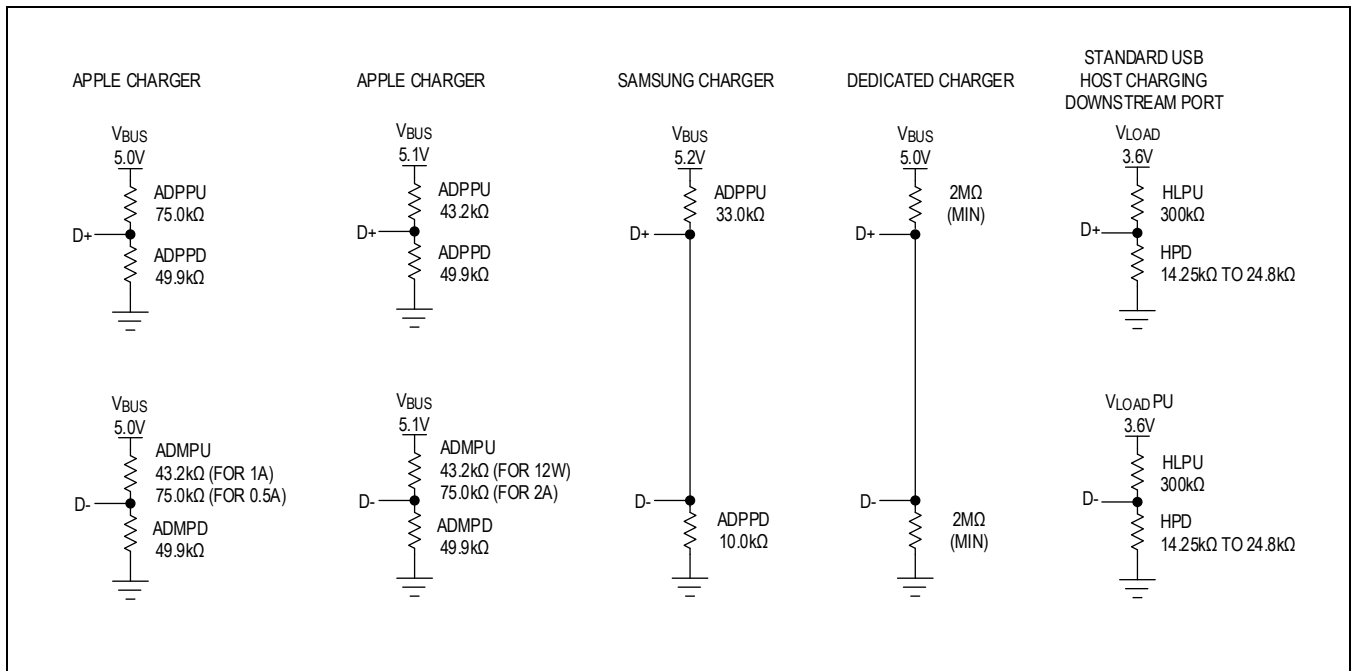 APPLE CHARGER
VBUS
5.0V
ADPPU
75.0kΩ
D+
ADPPD
49.9kΩ
VBUS
5.0V
ADMPU
43.2kΩ (FOR 1A)
75.0kΩ (FOR 0.5A)
D-
ADMPD
49.9kΩ
APPLE CHARGER
VBUS
5.1V
ADPPU
43.2kΩ
D+
ADPPD
49.9kΩ
VBUS
5.1V
ADMPU
43.2kΩ (FOR 12W)
75.0kΩ (FOR 2A)
D-
ADMPD
49.9kΩ
SAMSUNG CHARGER
VBUS
5.2V
ADPPU
33.0kΩ
D+
D-
ADPPD
10.0kΩ
DEDICATED CHARGER
VBUS
5.0V
2MΩ
(MIN)
D+
D-
2MΩ
(MIN)
STANDARD USB
HOST CHARGING
DOWNSTREAM PORT
VLOAD
3.6V
HLPU
300kΩ
D+
HPD
14.25kΩ TO 24.8kΩ
VLOADPU
3.6V
HLPU
300kΩ
D-
HPD
14.25kΩ TO 24.8kΩ